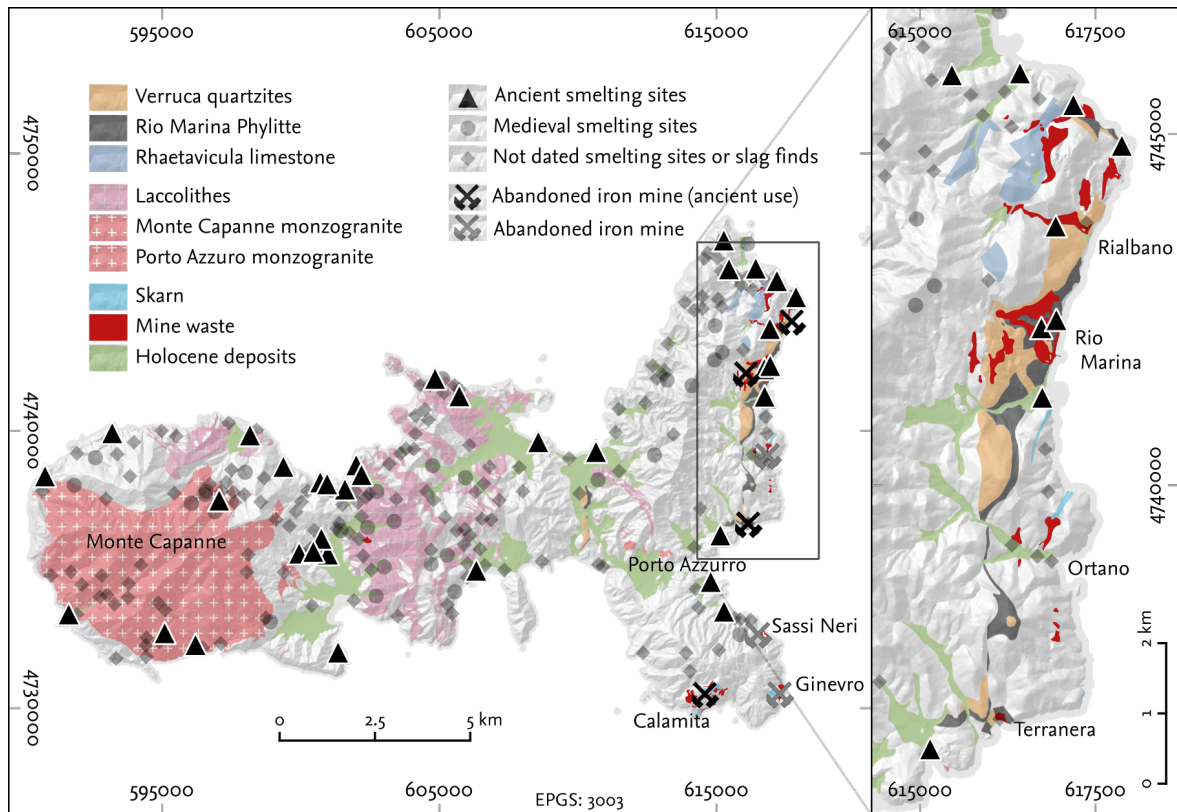 595000 605000 615000
615000 617500
4750000
4740000
4730000
4745000
4740000
Verruca quartzites
Rio Marina Phylitte
Rhaetavicula limestone
Laccolithes
Monte Capanne monzogranite
Porto Azzuro monzogranite
Skarn
Mine waste
Holocene deposits
Ancient smelting sites
Medieval smelting sites
Not dated smelting sites or slag finds
Abandoned iron mine (ancient use)
Abandoned iron mine
Monte Capanne
Porto Azzurro
Sassi Neri
Ginevro
Calamita
0 2.5 5 km
595000 605000 615000
EPGS: 3003
Rialbano
Rio
Marina
Ortano
Terranera
0 1 2 km
615000 617500